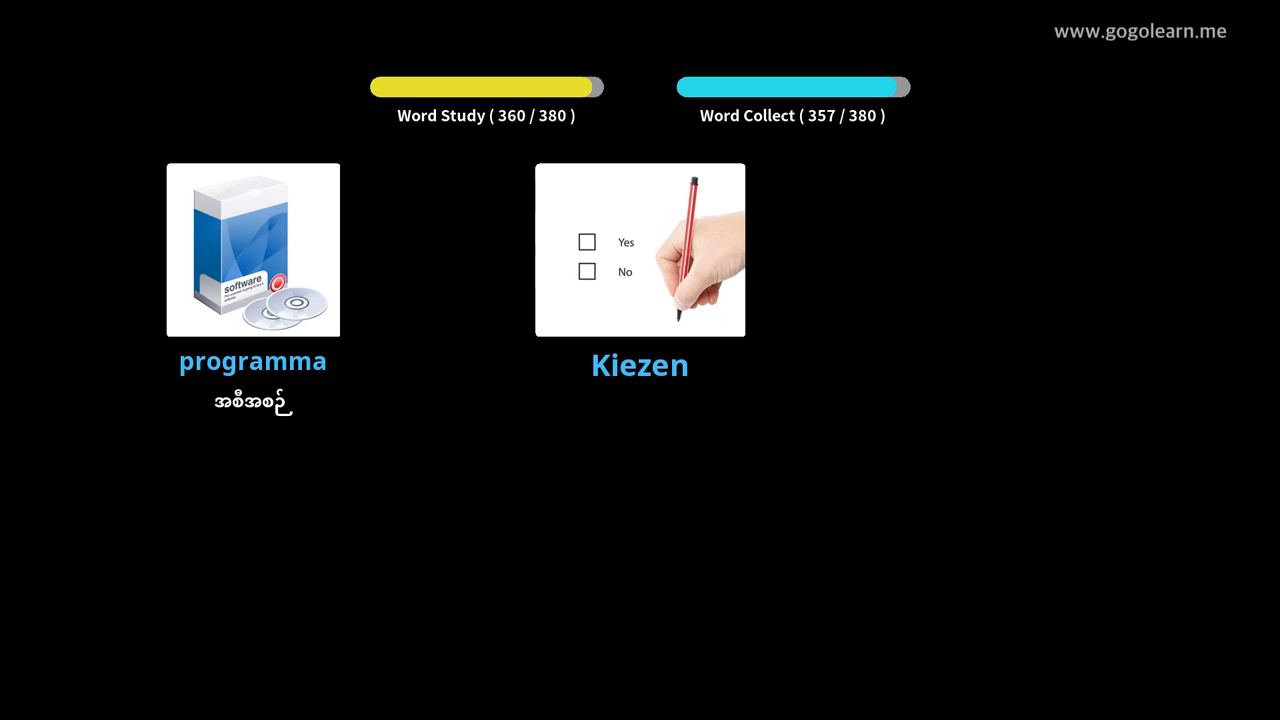 www.gogolearn.me
Word Study ( 360 / 380 )
Word Collect ( 357 / 380 )
software
Yes
No
programma
Kiezen
အစီအစဉ်